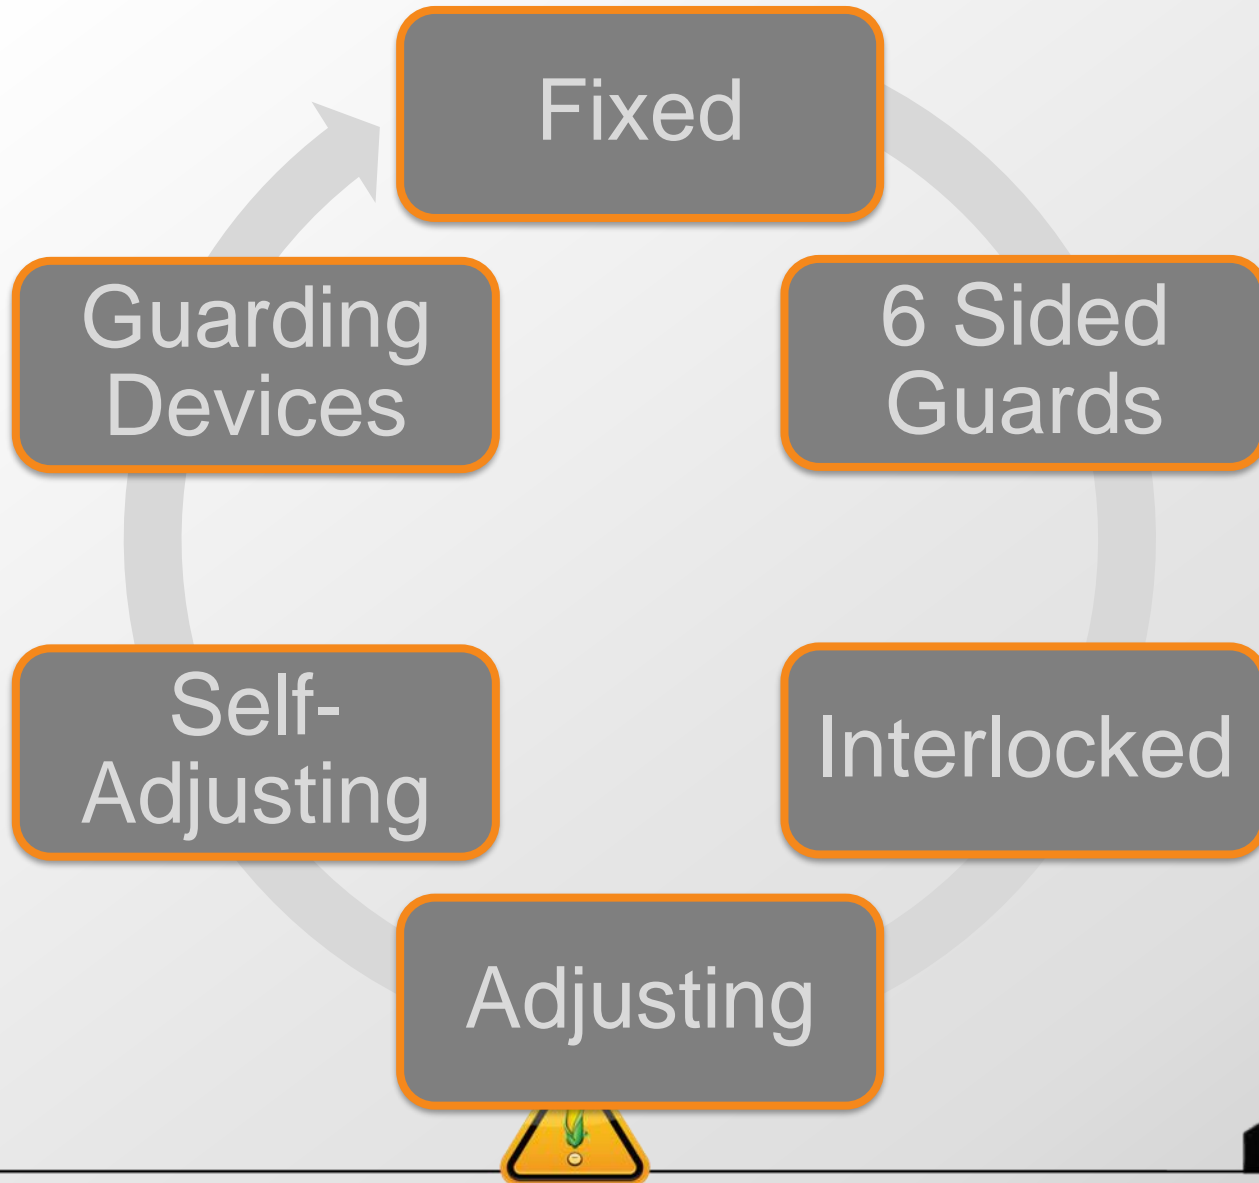 Fixed
6 Sided
Guards
Interlocked
Adjusting
Self-
Adjusting
Guarding
Devices